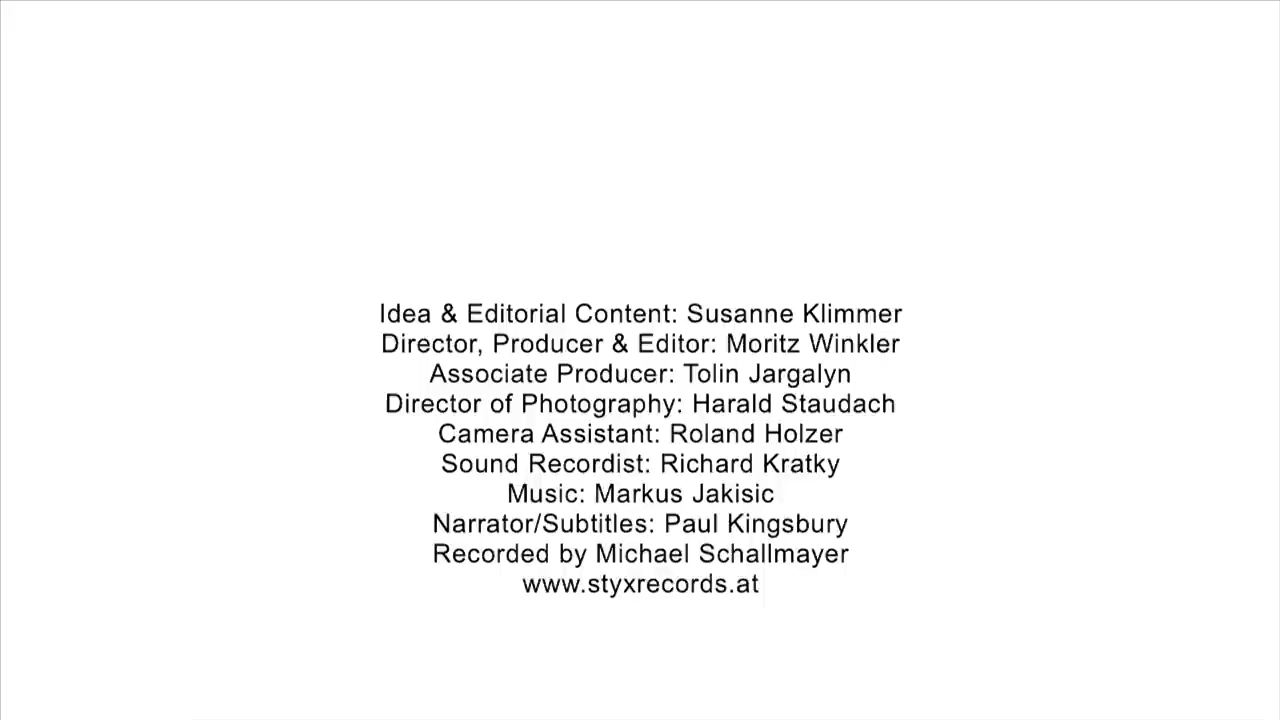 Idea & Editorial Content: Susanne Klimmer
Director, Producer & Editor: Moritz Winkler
Associate Producer: Tolin Jargalyn
Director of Photography: Harald Staudach
Camera Assistant: Roland Holzer
Sound Recordist: Richard Kratky
Music: Markus Jakisic
Narrator/Subtitles: Paul Kingsbury
Recorded by Michael Schallmayer
www.styxrecords.at